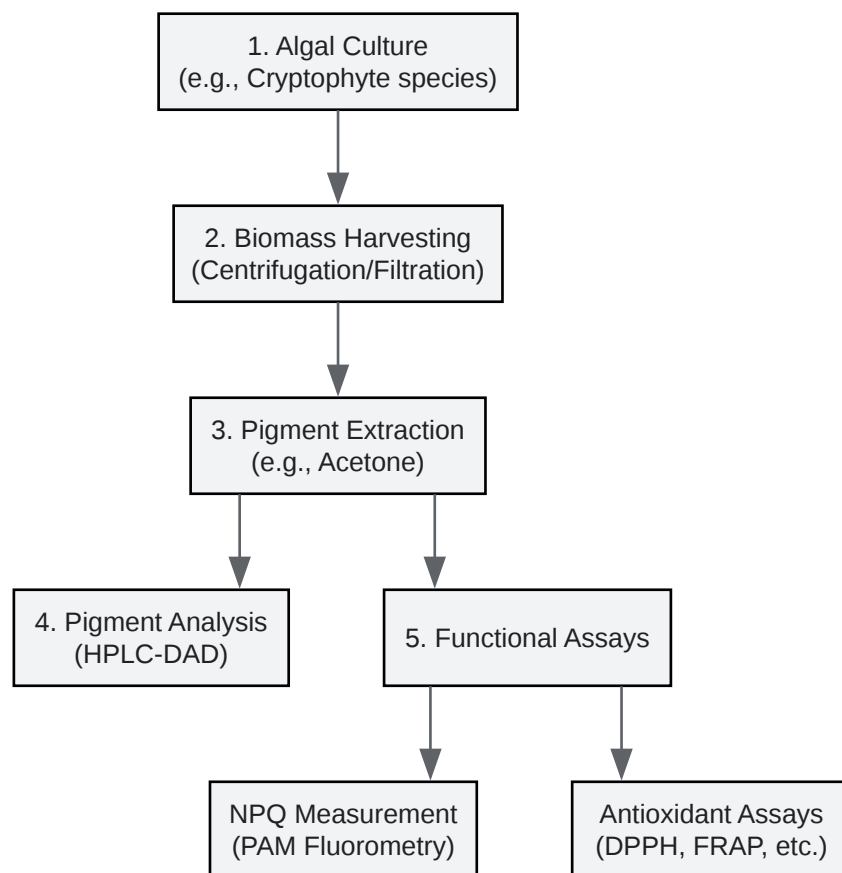 1. Algal Culture
(e.g., Cryptophyte species)
2. Biomass Harvesting
(Centrifugation/Filtration)
3. Pigment Extraction
(e.g., Acetone)
4. Pigment Analysis
(HPLC-DAD)
5. Functional Assays
NPQ Measurement
(PAM Fluorometry)
Antioxidant Assays
(DPPH, FRAP, etc.)